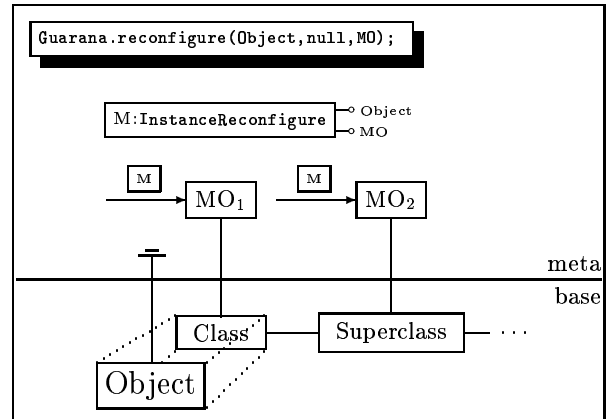 Guarana.reconfigure(Object,null,MO);
M:InstanceReconfigure
Object
MO
M
M
MO1
MO2
meta
base
Class
Superclass
. . .
Object